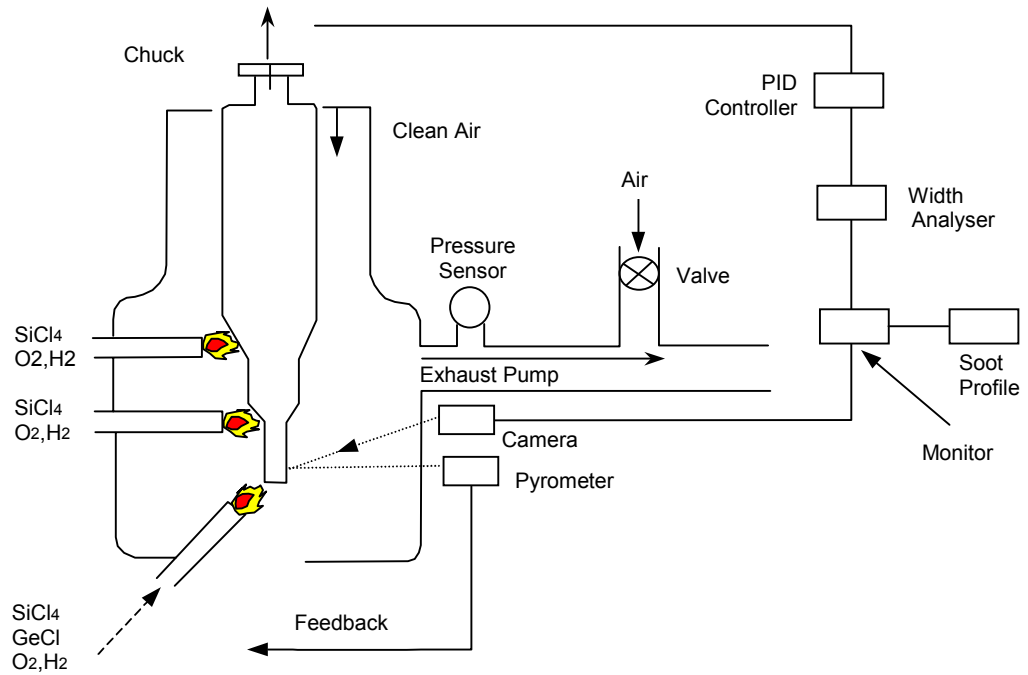 Chuck
PID
Controller
Clean Air
Air
Width
Analyser
Pressure
Sensor
Valve
SiCl4
O2,H2
Exhaust Pump
Soot
Profile
SiCl4
O2,H2
Camera
Monitor
Pyrometer
SiCl4
GeCl
O2,H2
Feedback